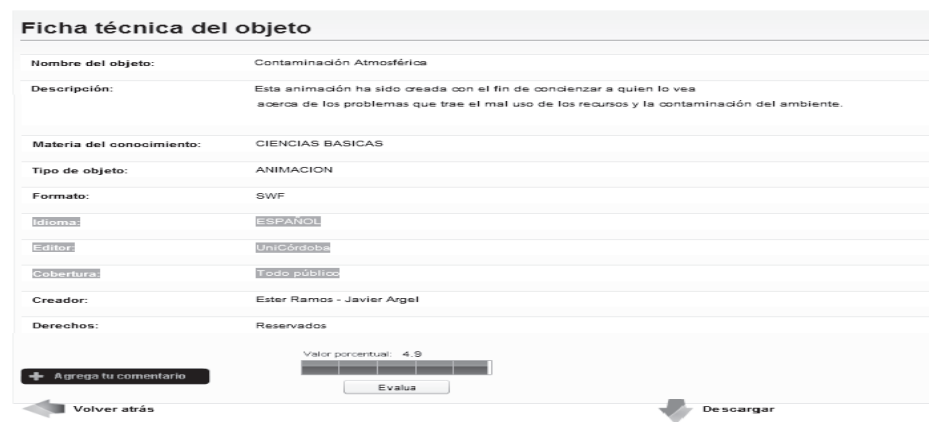 Ficha técnica del objeto
Nombre del objeto: Contaminación Atmosférica
Descripción: Esta animación ha sido creada con el fin de concienzar a quien lo vea
acerca de los problemas que trae el mal uso de los recursos y la contaminación del ambiente.
Materia del conocimiento: CIENCIAS BASICAS
Tipo de objeto: ANIMACION
Formato: SWF
Idioma: ESPAÑOL
Editor: UniCórdoba
Cobertura: Todo público
Creador: Ester Ramos - Javier Argel
Derechos: Reservados
Valor porcentual: 4.9
+ Agrega tu comentario
Evalua
Volver atrás Descargar